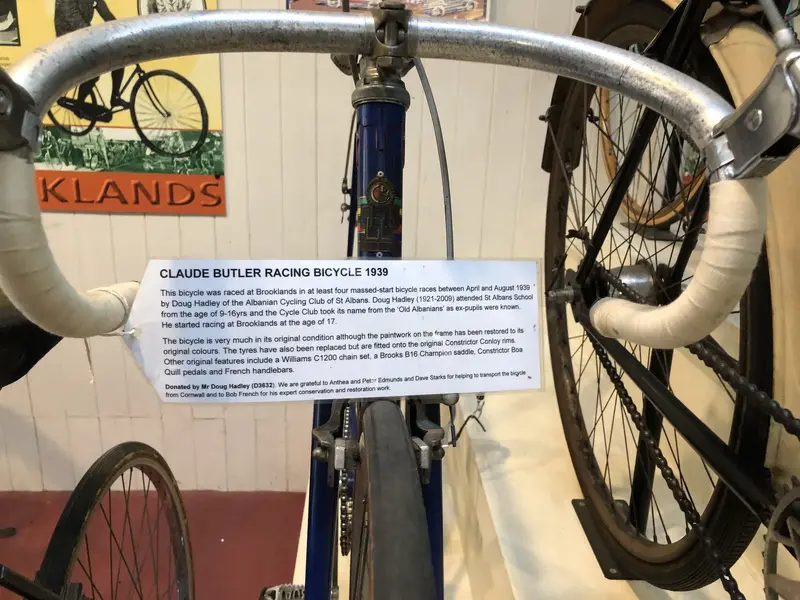 KLANDS
CLAUDE BUTLER RACING BICYCLE 1939
This bicycle was raced at Brooklands in at least four massed-start bicycle races between April and August 1939
by Doug Hadley of the Albanian Cycling Club of St Albans. Doug Hadley (1921-2009) attended St Albans School
from the age of 9-16yrs and the Cycle Club took its name from the 'Old Albanians' as ex-pupils were known.
He started racing at Brooklands at the age of 17.
The bicycle is very much in its original condition although the paintwork on the frame has been restored to its
original colours. The tyres have also been replaced but are fitted onto the original Constrictor Conloy rims.
Other original features include a Williams C1200 chain set, a Brooks B16 Champion saddle, Constrictor Boa
Quill pedals and French handlebars.
Donated by Mr Doug Hadley (D3632). We are grateful to Anthea and Peter Edmunds and Dave Starks for helping to transport the bicycle
from Cornwall and to Bob French for his expert conservation and restoration work.